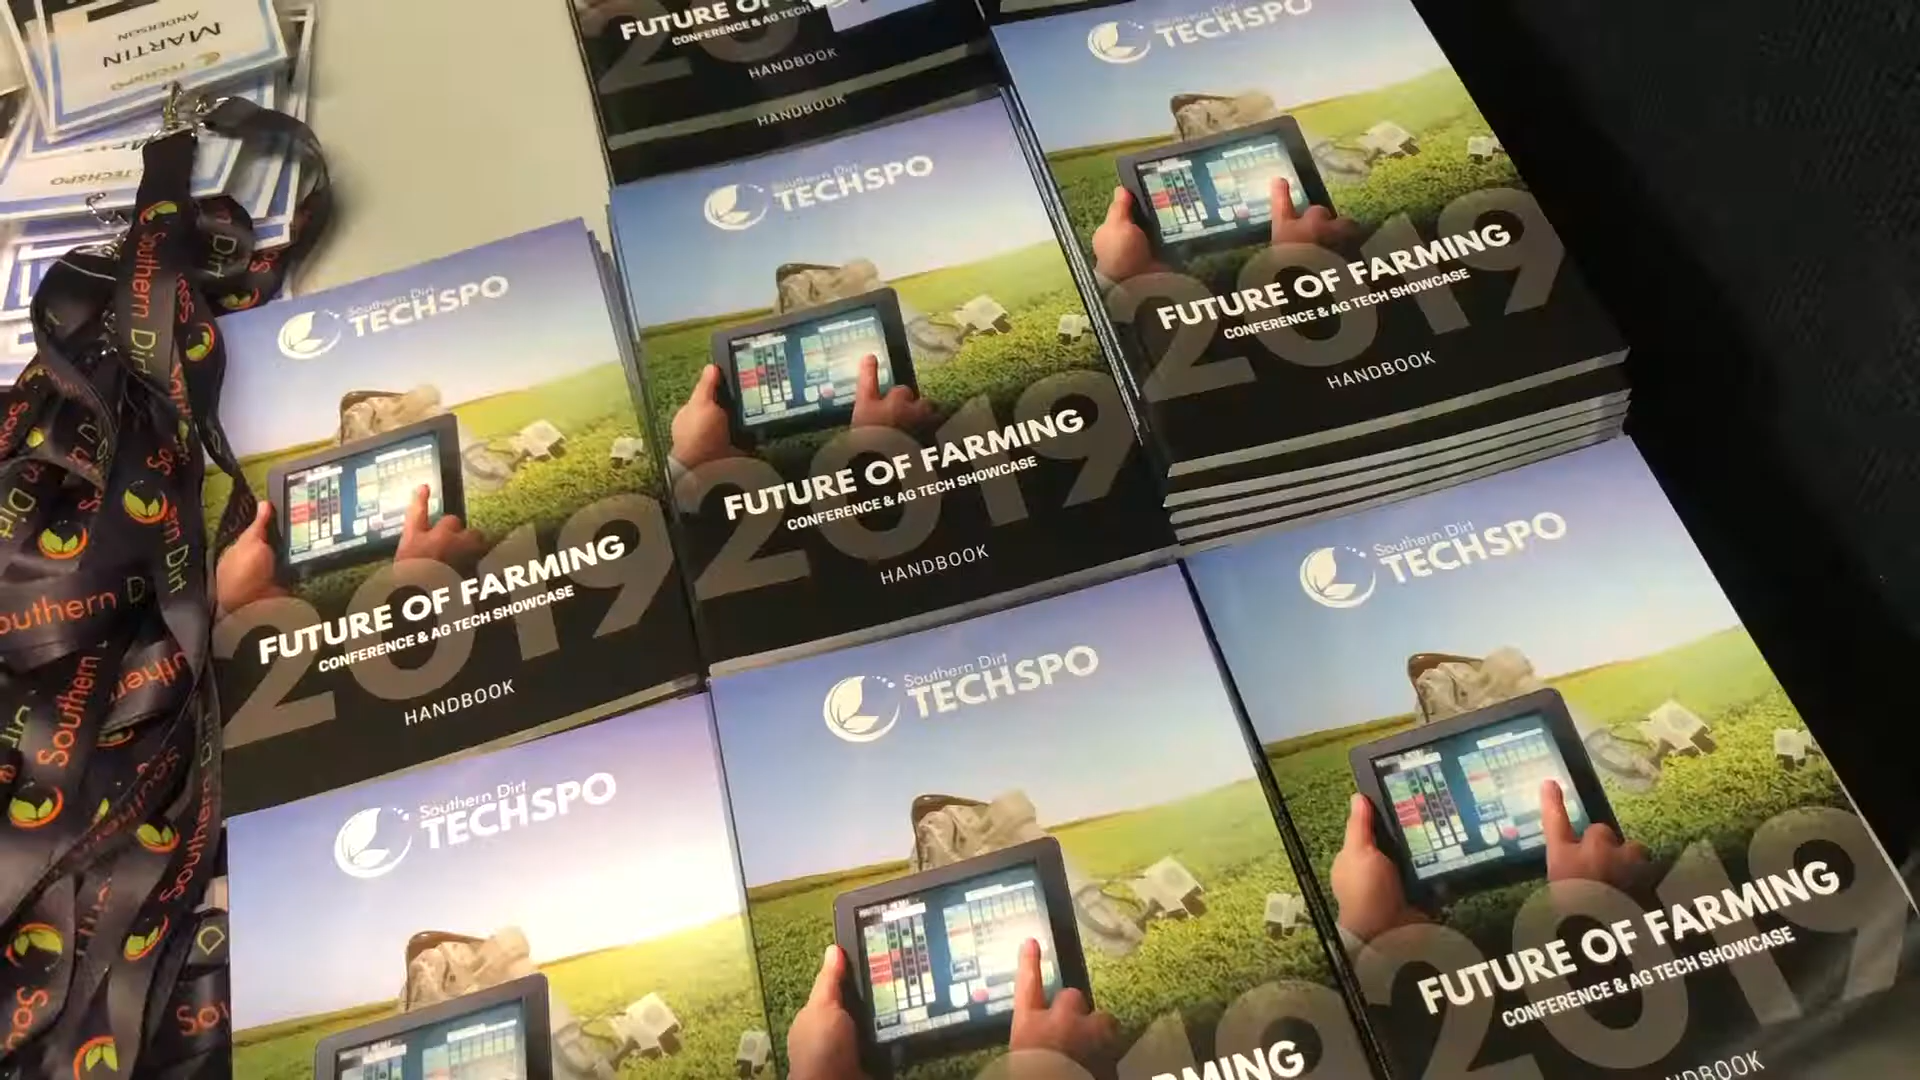 MARTIN
ANDERSON
TECHSPO
TECHSPO
FUTURE OF
CONFERENCE & AG TECH
HANDBOOK
HANDBOOK
Southern Dirt
TECHSPO
2019
FUTURE OF FARMING
CONFERENCE & AG TECH SHOWCASE
HANDBOOK
Southern Dirt
TECHSPO
2019
FUTURE OF FARMING
CONFERENCE & AG TECH SHOWCASE
HANDBOOK
Southern Dirt
TECHSPO
2019
FUTURE OF FARMING
CONFERENCE & AG TECH SHOWCASE
HANDBOOK
Southern Dirt
TECHSPO
2019
FUTURE OF FARMING
CONFERENCE & AG TECH SHOWCASE
HANDBOOK
Southern Dirt
TECHSPO
Southern Dirt
TECHSPO
Southern Dirt
Southern
Southern